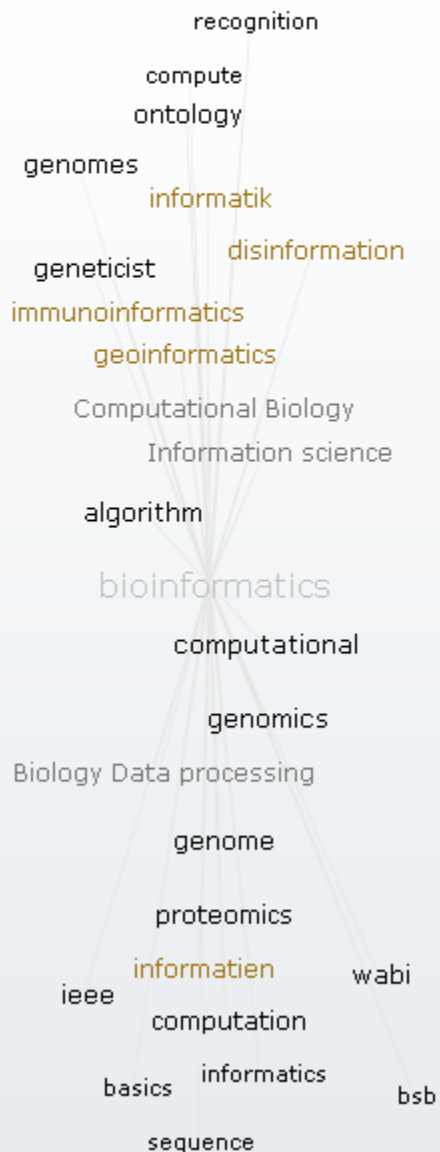 recognition
compute
ontology
genomes
informatik
disinformation
geneticist
immunoinformatics
geoinformatics
Computational Biology
Information science
algorithm
bioinformatics
computational
genomics
Biology Data processing
genome
proteomics
informatien
wabi
ieee
computation
informatics
basics
bsb
sequence